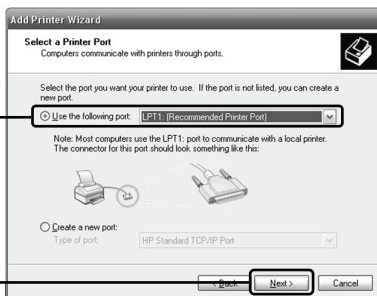 Add Printer Wizard
Select a Printer Port
Computers communicate with printers through ports.
Select the port you want your printer to use. If the port is not listed, you can create a
new port.
Use the following port: LPT1: (Recommended Printer Port)
Note: Most computers use the LPT1: port to communicate with a local printer.
The connector for this port should look something like this:
Create a new port:
Type of port: HP Standard TCP/IP Port
< Back Next > Cancel